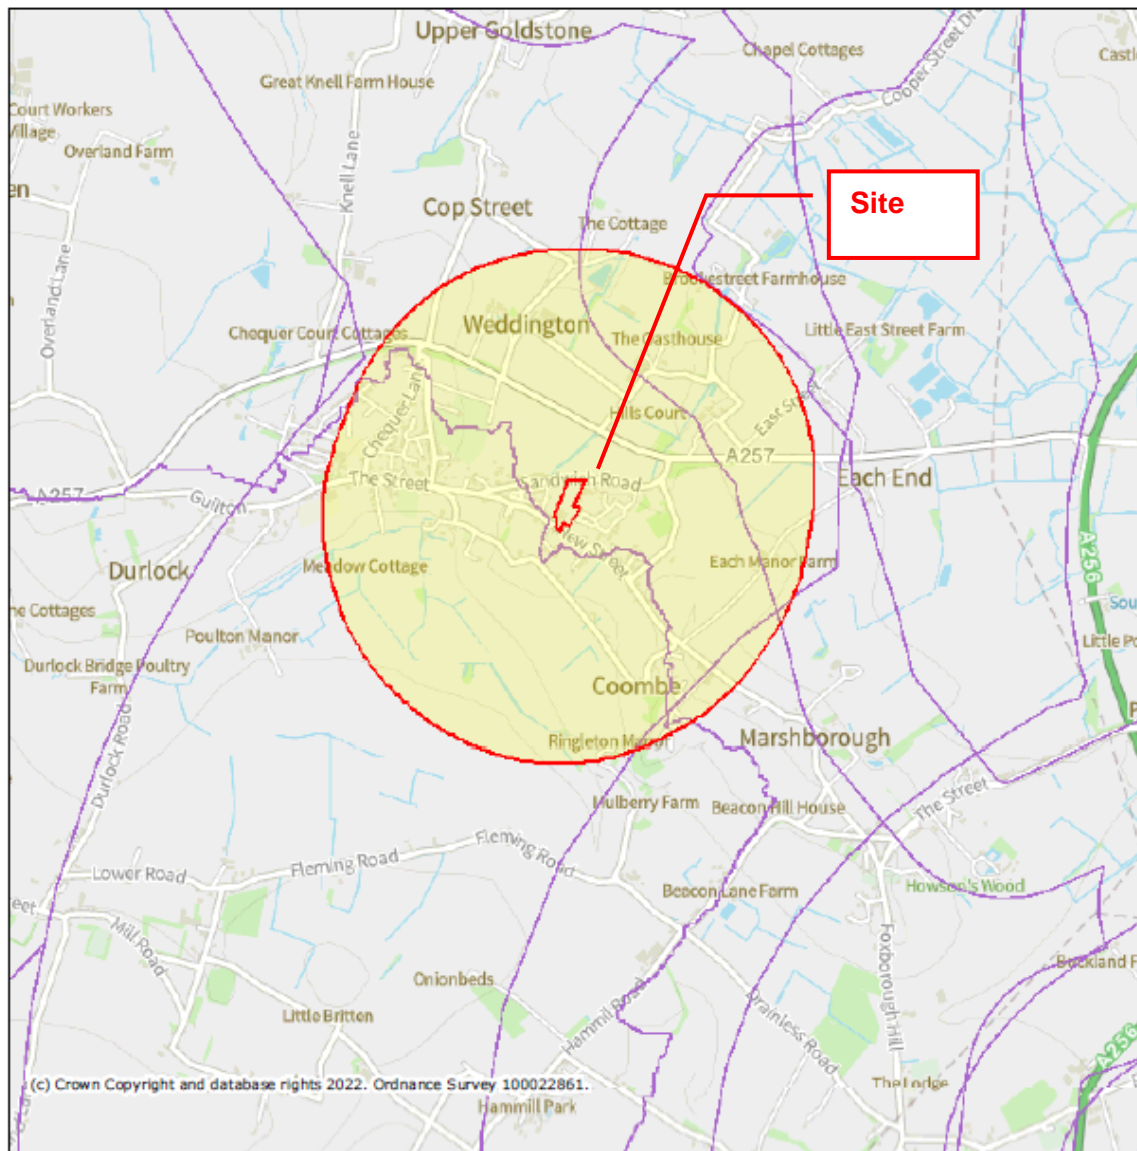 Upper Goldstone
Chapel Cottages
Cooper Street Dro
Great Knell Farm House
Court Workers
Village
Overland Farm
Knell Lane
Cop Street
The Cottage
Site
Overland Lane
Brookestreet Farmhouse
Chequer Court Cottages
Weddington
The Oasthouse
Little East Street Farm
Chequer Lane
Hills Court
East Street
A257
Each End
The Street
Sandwich Road
A257
Guilton
New Street
Each Manor Farm
A256
Meadow Cottage
Durlock
Poulton Manor
Durlock Bridge Poultry
Farm
Coombe
Ringleton Manor
Marshborough
Durlock Road
Mulberry Farm
Beacon Hill House
The Street
Fleming Road
Fleming Road
Lower Road
Beacon Lane Farm
Howson's Wood
Mill Road
Foxborough Hill
Onionbeds
Buckland F
Little Britten
Hammill Road
Drainless Road
A256
(c) Crown Copyright and database rights 2022. Ordnance Survey 100022861.
The Lodge
Hammill Park